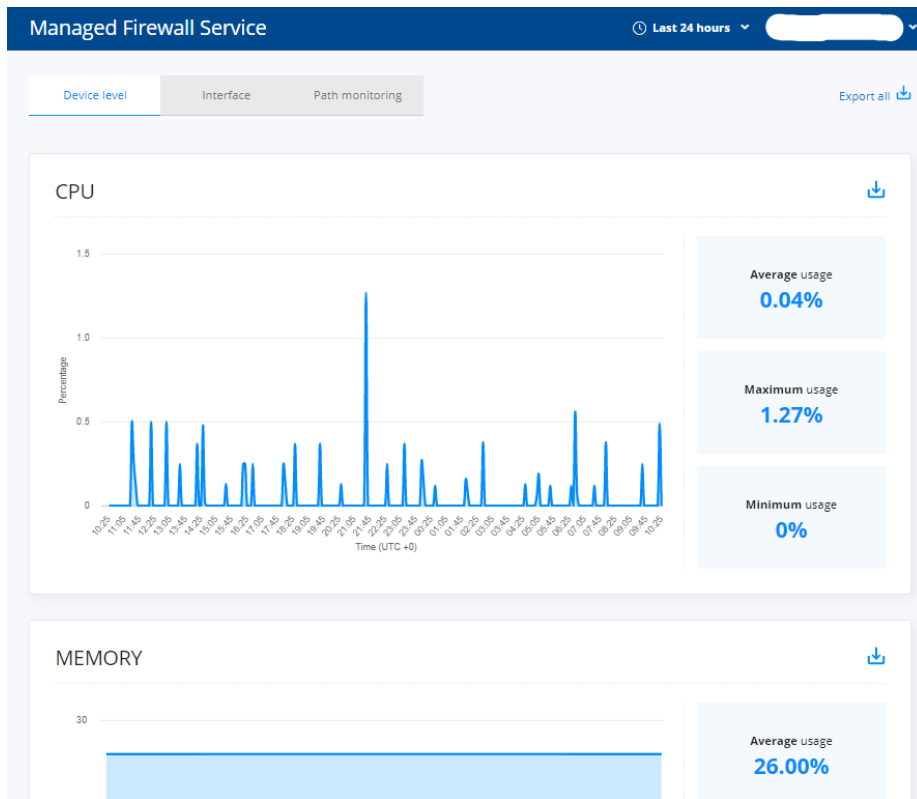 Managed Firewall Service
Last 24 hours
Device level
Interface
Path monitoring
Export all
CPU
1.5
1.0
0.5
0
Percentage
10:25 11:05 11:45 12:25 13:05 13:45 14:25 15:05 15:45 16:25 17:05 17:45 18:25 19:05 19:45 20:25 21:05 21:45 22:25 23:05 23:45 00:25 01:05 01:45 02:25 03:05 03:45 04:25 05:05 05:45 06:25 07:05 07:45 08:25 09:05 09:45 10:25
Time (UTC +0)
Average usage
0.04%
Maximum usage
1.27%
Minimum usage
0%
MEMORY
30
Average usage
26.00%